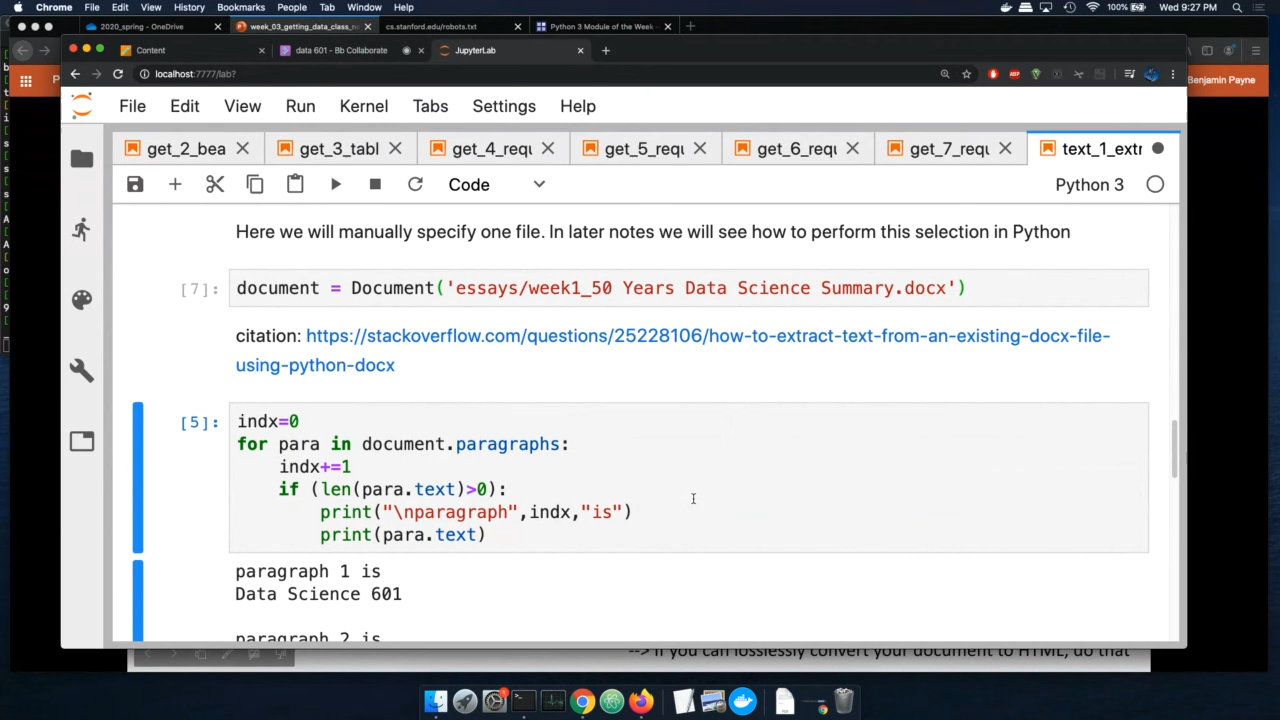 Chrome File Edit View History Bookmarks People Tab Window Help 100% Wed 9:27 PM
2020_spring - OneDrive week_03_getting_data_class_n cs.stanford.edu/robots.txt Python 3 Module of the Week -
Content data 601 - Bb Collaborate JupyterLab
localhost:7777/lab?
Benjamin Payne
File Edit View Run Kernel Tabs Settings Help
get_2_bea get_3_tabl get_4_requ get_5_requ get_6_requ get_7_requ text_1_extr
Code Python 3
Here we will manually specify one file. In later notes we will see how to perform this selection in Python
[7]: document = Document('essays/week1_50 Years Data Science Summary.docx')
citation: https://stackoverflow.com/questions/25228106/how-to-extract-text-from-an-existing-docx-file-
using-python-docx
[5]: indx=0
for para in document.paragraphs:
indx+=1
if (len(para.text)>0):
print("\nparagraph",indx,"is")
print(para.text)
paragraph 1 is
Data Science 601
paragraph 2 is
--> if you can losslessly convert your document to HTML, do that